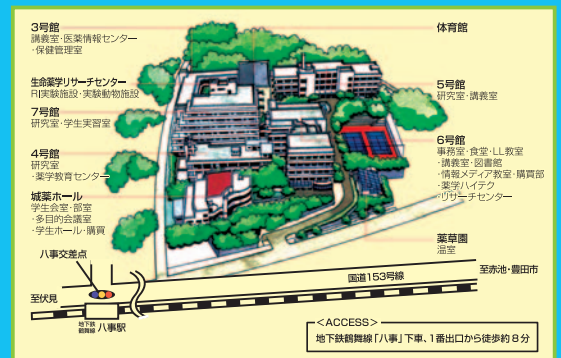 3号館
講義室・医薬情報センター
・保健管理室
生命薬学リサーチセンター
RI実験施設・実験動物施設
7号館
研究室・学生実習室
4号館
研究室
・薬学教育センター
城薬ホール
学生会室・部室
・多目的会議室
・学生ホール・購買
体育館
5号館
研究室・講義室
6号館
事務室・食堂・LL教室
・講義室・図書館
・情報メディア教室・購買部
・薬学ハイテク
・リサーチセンター
薬草園
温室
八事交差点
国道153号線
至赤池・豊田市
至伏見
地下鉄
鶴舞線
八事駅
<ACCESS>
地下鉄鶴舞線「八事」下車、1番出口から徒歩約8分